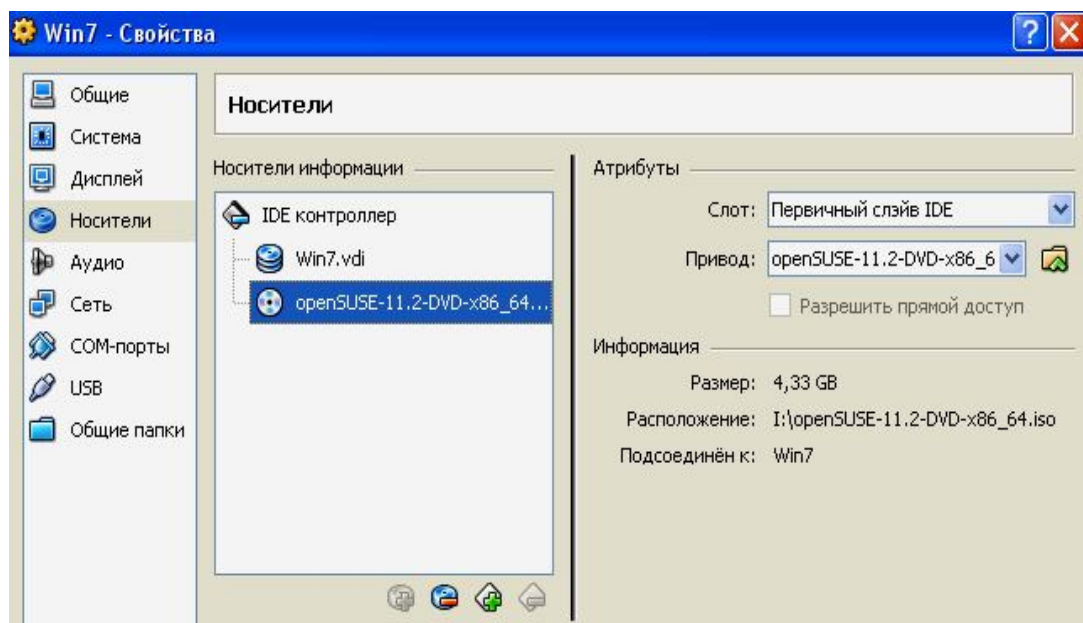 Win7 - Свойства
Общие
Система
Дисплей
Носители
Аудио
Сеть
COM-порты
USB
Общие папки
Носители
Носители информации
IDE контроллер
Win7.vdi
openSUSE-11.2-DVD-x86_64...
Атрибуты
Слот: Первичный слэйв IDE
Привод: openSUSE-11.2-DVD-x86_6
Разрешить прямой доступ
Информация
Размер: 4,33 GB
Расположение: I:\openSUSE-11.2-DVD-x86_64.iso
Подсоединён к: Win7